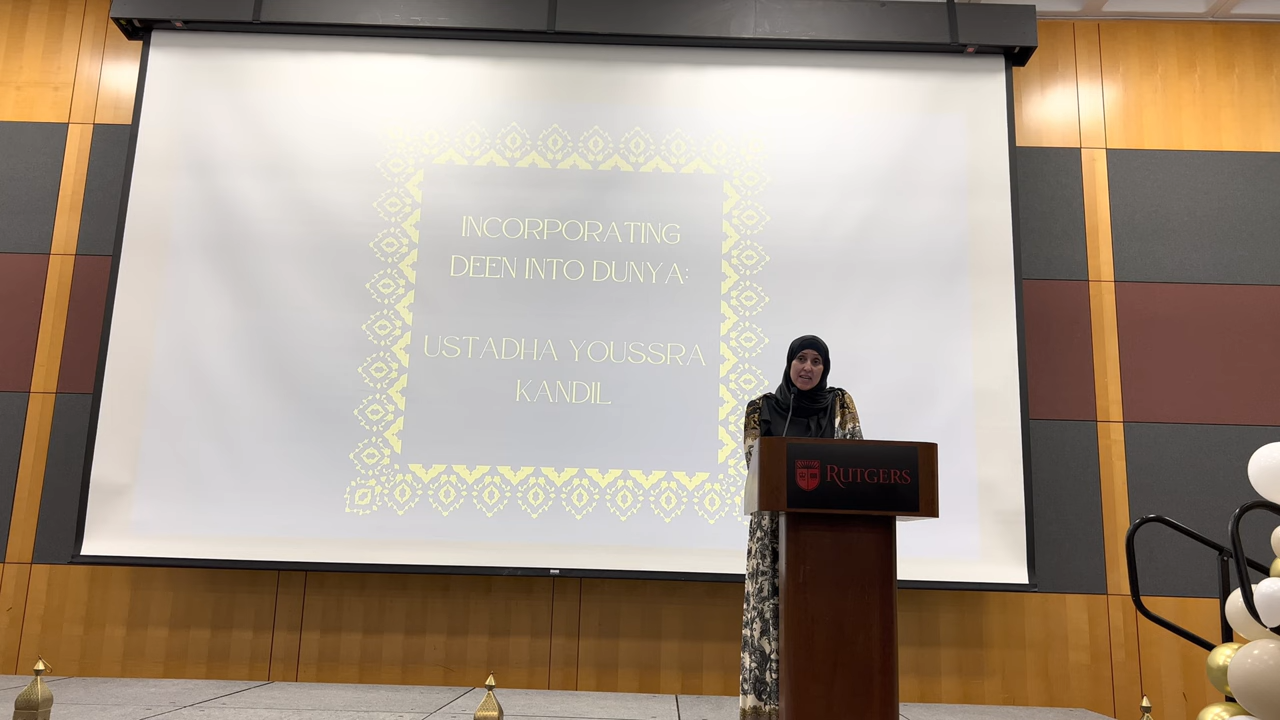 INCORPORATING
DEEN INTO DUNYA:
USTADHA YOUSSRA
KANDIL
RUTGERS